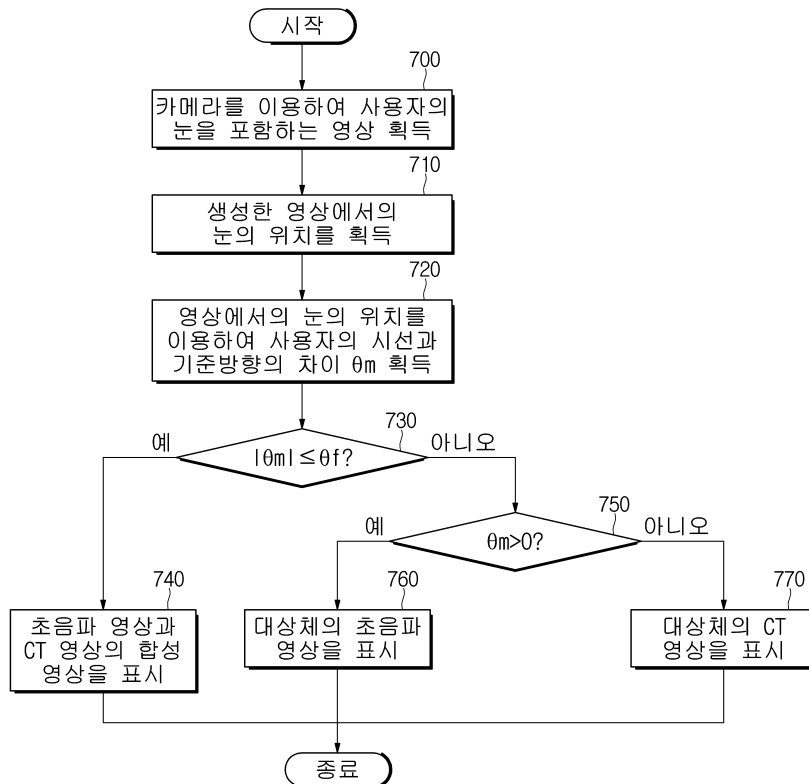 시작
700
카메라를 이용하여 사용자의
눈을 포함하는 영상 획득
710
생성한 영상에서의
눈의 위치를 획득
720
영상에서의 눈의 위치를
이용하여 사용자의 시선과
기준방향의 차이 θm 획득
730
예
|θm|≤θf?
아니오
750
예
θm>0?
아니오
740
초음파 영상과
CT 영상의 합성
영상을 표시
760
대상체의 초음파
영상을 표시
770
대상체의 CT
영상을 표시
종료